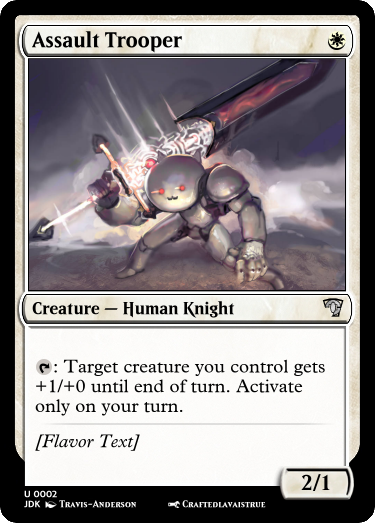 Assault Trooper
Creature — Human Knight
: Target creature you control gets
+1/+0 until end of turn. Activate
only on your turn.
[Flavor Text]
2/1
U 0002
JDK Travis–Anderson Craftedlavaistrue